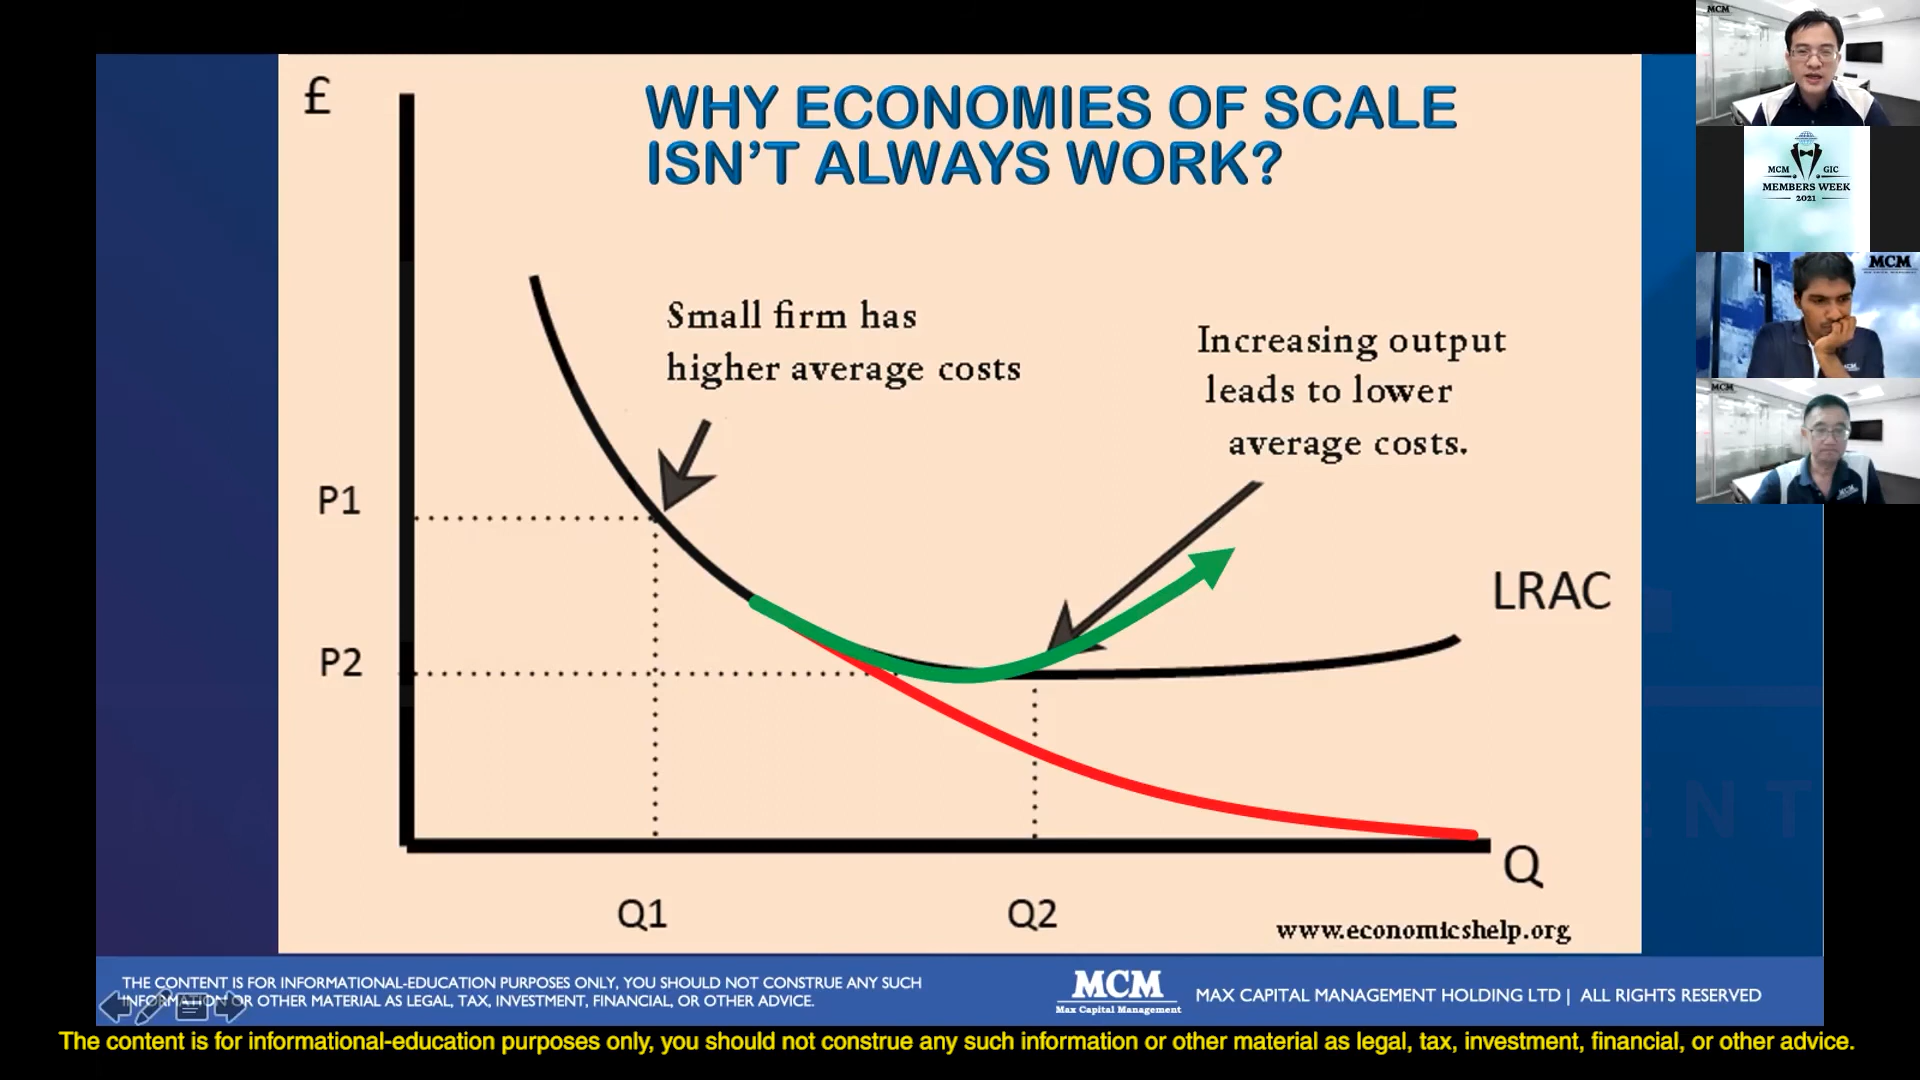 £
WHY ECONOMIES OF SCALE
ISN'T ALWAYS WORK?
Small firm has
higher average costs
Increasing output
leads to lower
average costs.
P1
P2
LRAC
Q
Q1
Q2
www.economicshelp.org
THE CONTENT IS FOR INFORMATIONAL-EDUCATION PURPOSES ONLY, YOU SHOULD NOT CONSTRUE ANY SUCH
INFORMATION OR OTHER MATERIAL AS LEGAL, TAX, INVESTMENT, FINANCIAL, OR OTHER ADVICE.
MCM
Max Capital Management
MAX CAPITAL MANAGEMENT HOLDING LTD | ALL RIGHTS RESERVED
The content is for informational-education purposes only, you should not construe any such information or other material as legal, tax, investment, financial, or other advice.
MCM
MCM GIC
MEMBERS WEEK
2021
MCM
MCM
MCM
MCM